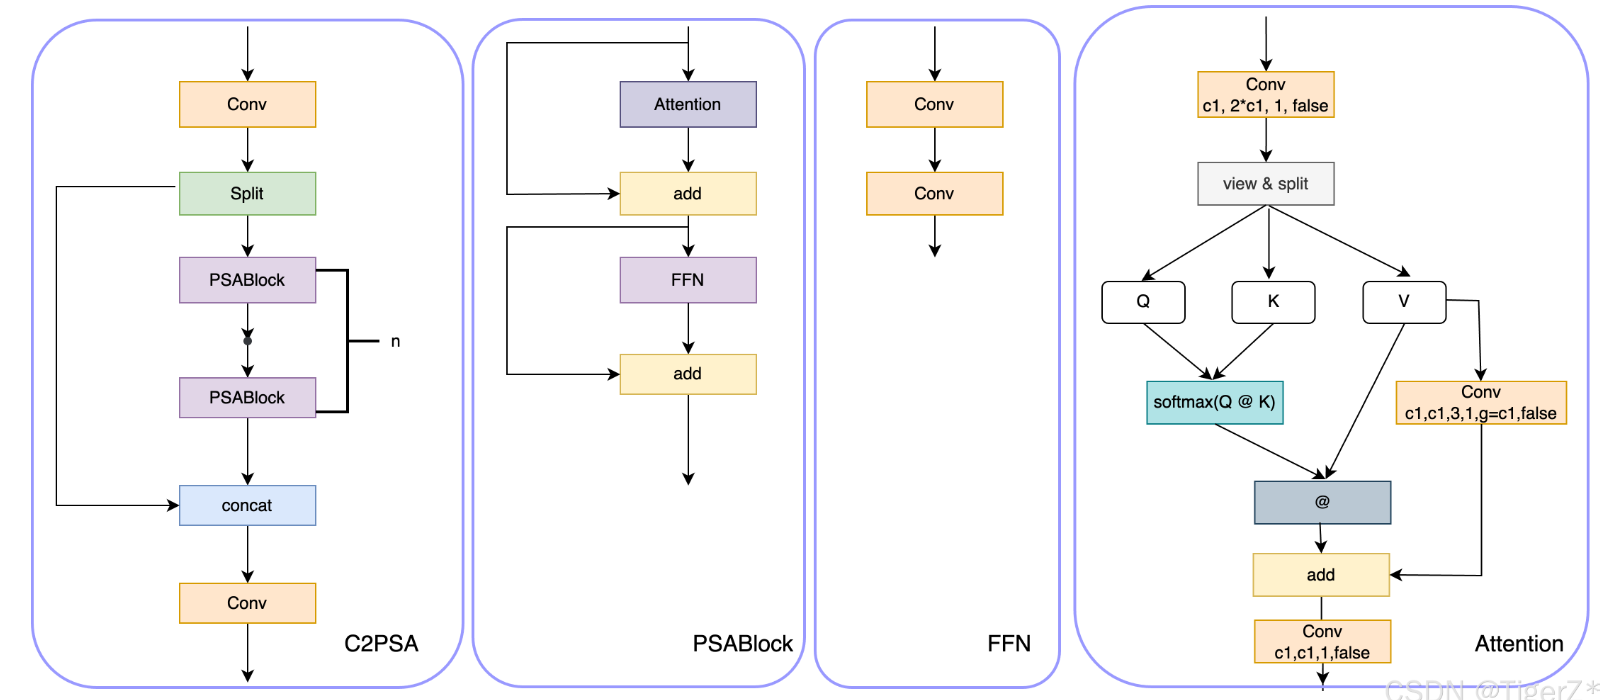 Conv
Split
PSABlock
n
PSABlock
concat
Conv
C2PSA
Attention
add
FFN
add
PSABlock
Conv
Conv
FFN
Conv
c1, 2*c1, 1, false
view & split
Q
K
V
softmax(Q @ K)
Conv
c1,c1,3,1,g=c1,false
@
add
Conv
c1,c1,1,false
Attention
CSDN @TigerZ*